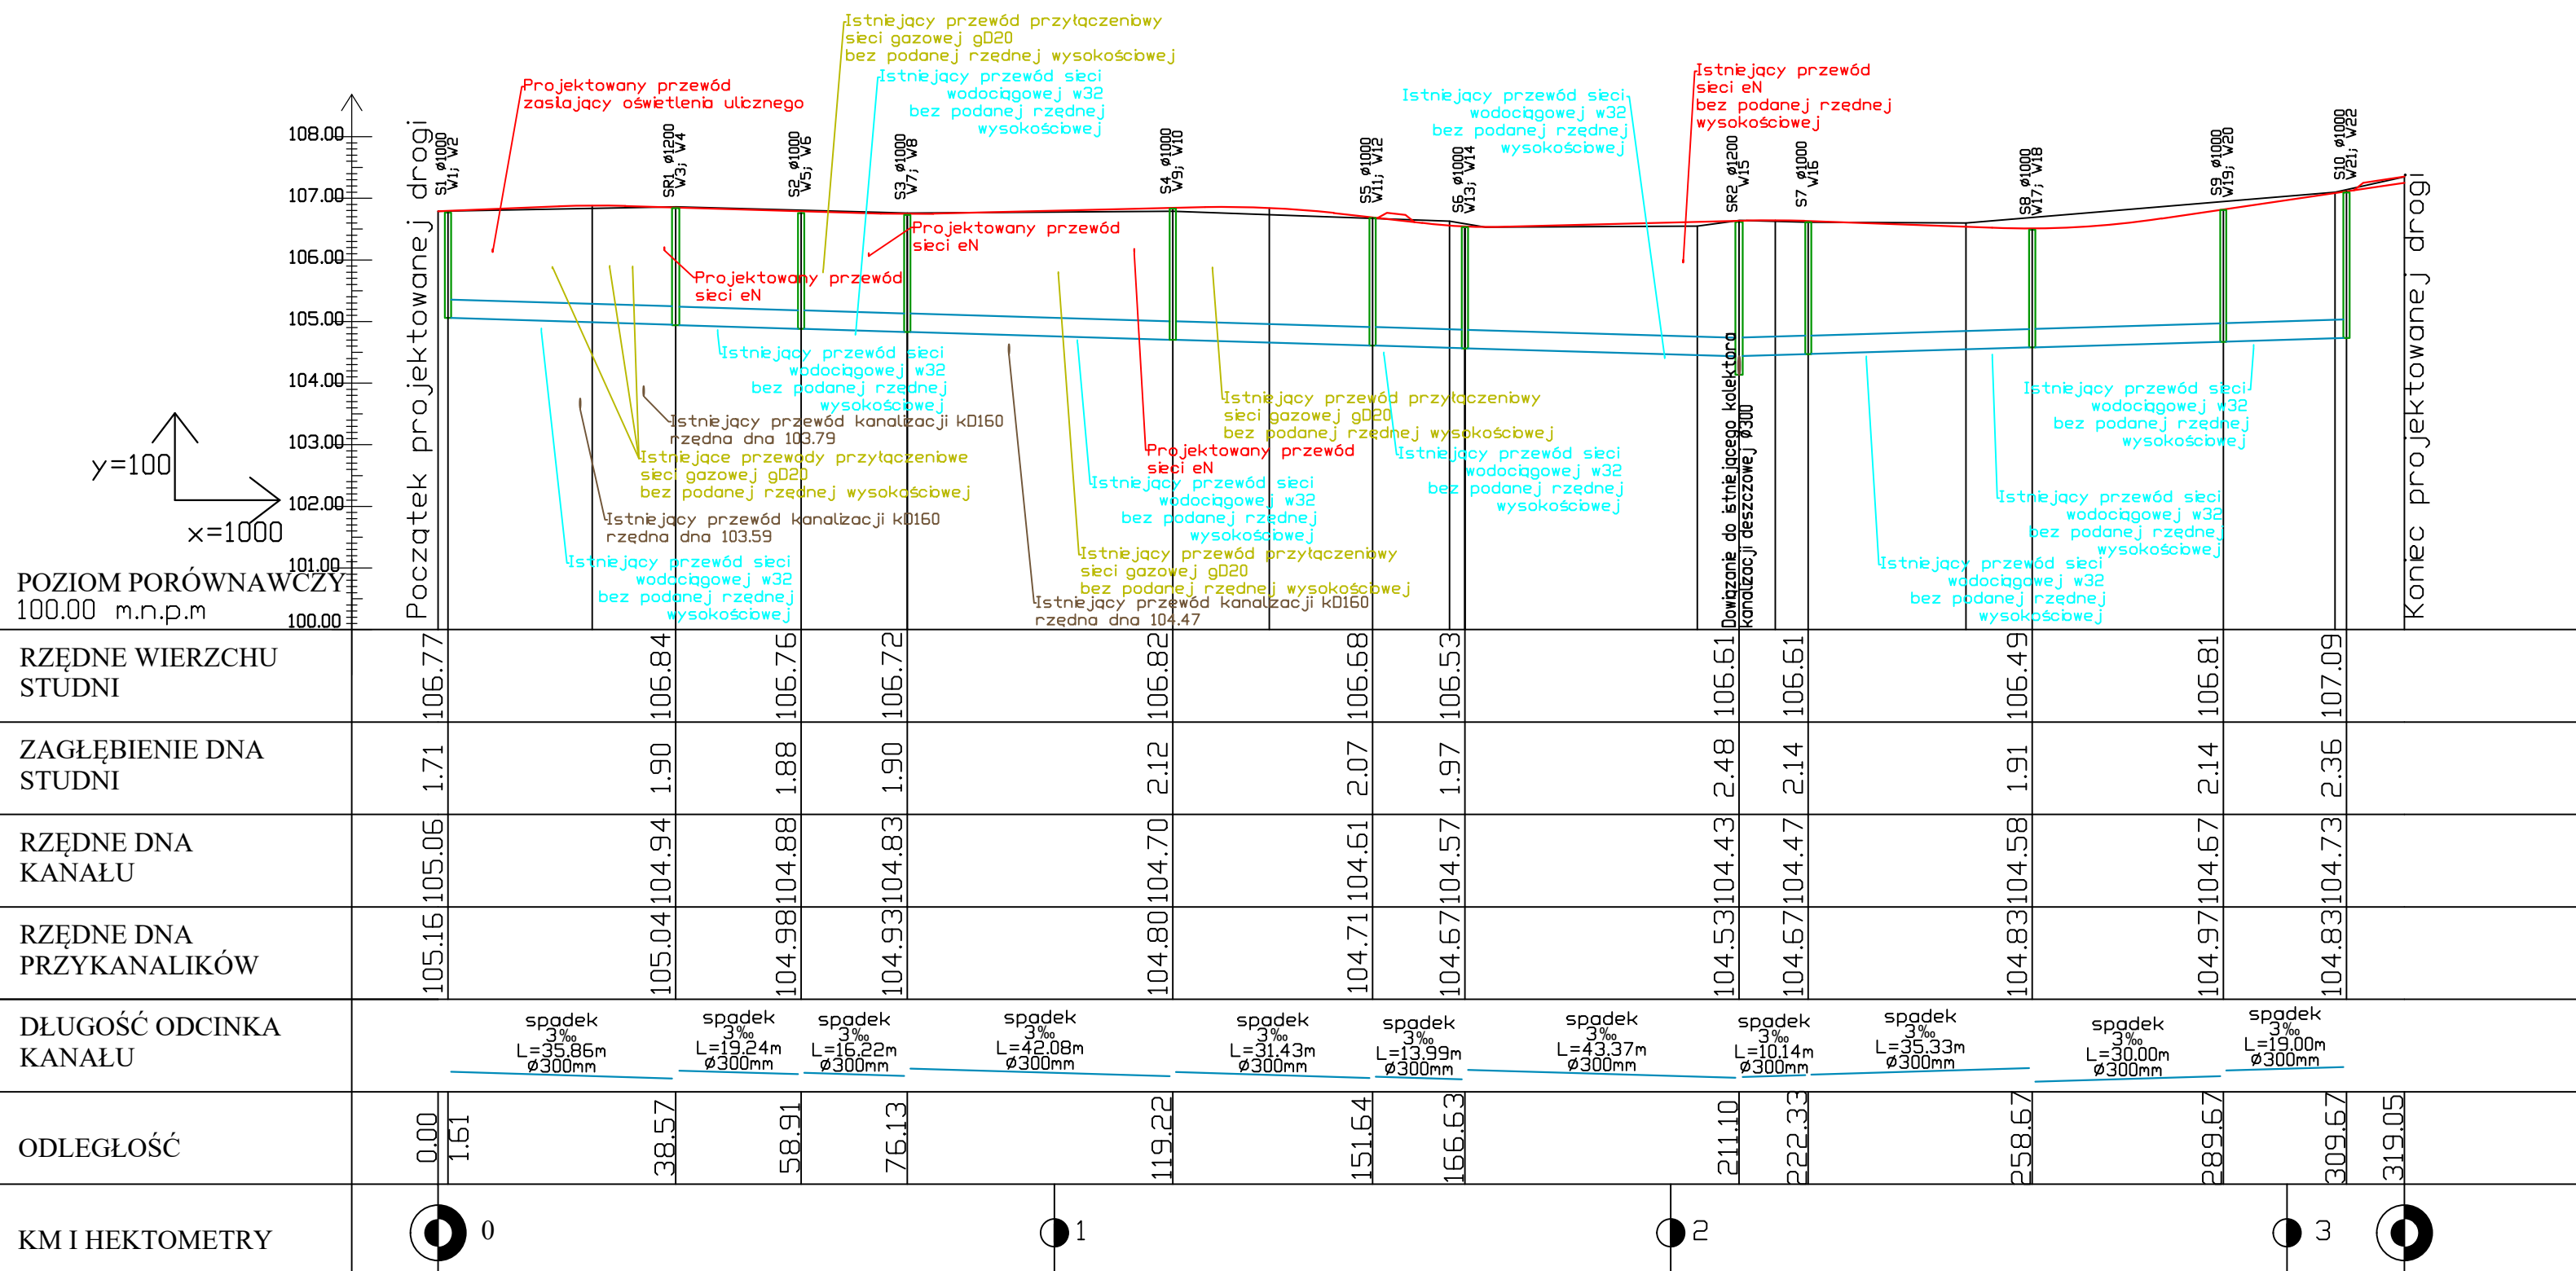 Istniejący przewód przyłączeniowy
sieci gazowej gD20
bez podanej rzędnej wysokościowej
Istniejący przewód sieci
wodociągowej w32
bez podanej rzędnej
wysokościowej
Projektowany przewód
zasilający oświetlenia ulicznego
Istniejący przewód sieci
wodociągowej w32
bez podanej rzędnej
wysokościowej
Istniejący przewód
sieci eN
bez podanej rzędnej
wysokościowej
108.00
107.00
106.00
105.00
104.00
103.00
102.00
101.00
100.00
y=100
x=1000
POZIOM PORÓWNAWCZY
100.00 m.n.p.m
Początek projektowanej drogi
S1 ø1000
W1; W2
SR1 ø1200
W3; W4
S2 ø1000
W5; W6
S3 ø1000
W7; W8
S4 ø1000
W9; W10
S5 ø1000
W11; W12
S6 ø1000
W13; W14
SR2 ø1200
W15
S7 ø1000
W16
S8 ø1000
W17; W18
S9 ø1000
W19; W20
S10 ø1000
W21; W22
Koniec projektowanej drogi
Projektowany przewód
sieci eN
Projektowany przewód
sieci eN
Istniejący przewód sieci
wodociągowej w32
bez podanej rzędnej
wysokościowej
Istniejący przewód kanalizacji kD160
rzędna dna 103.79
Istniejące przewody przyłączeniowe
sieci gazowej gD20
bez podanej rzędnej wysokościowej
Istniejący przewód kanalizacji kD160
rzędna dna 103.59
Istniejący przewód sieci
wodociągowej w32
bez podanej rzędnej
wysokościowej
Istniejący przewód przyłączeniowy
sieci gazowej gD20
bez podanej rzędnej wysokościowej
Projektowany przewód
sieci eN
Istniejący przewód sieci
wodociągowej w32
bez podanej rzędnej
wysokościowej
Istniejący przewód przyłączeniowy
sieci gazowej gD20
bez podanej rzędnej wysokościowej
Istniejący przewód kanalizacji kD160
rzędna dna 104.47
Istniejący przewód sieci
wodociągowej w32
bez podanej rzędnej
wysokościowej
Dowiązanie do istniejącego kolektora
kanalizacji deszczowej Ø300
Istniejący przewód sieci
wodociągowej w32
bez podanej rzędnej
wysokościowej
Istniejący przewód sieci
wodociągowej w32
bez podanej rzędnej
wysokościowej
Istniejący przewód sieci
wodociągowej w32
bez podanej rzędnej
wysokościowej
RZĘDNE WIERZCHU
STUDNI
106.77 106.84 106.76 106.72 106.82 106.68 106.53 106.61 106.61 106.49 106.81 107.09
ZAGŁĘBIENIE DNA
STUDNI
1.71 1.90 1.88 1.90 2.12 2.07 1.97 2.48 2.14 1.91 2.14 2.36
RZĘDNE DNA
KANAŁU
105.06 104.94 104.88 104.83 104.70 104.61 104.57 104.43 104.47 104.58 104.67 104.73
RZĘDNE DNA
PRZYKANALIKÓW
105.16 105.04 104.98 104.93 104.80 104.71 104.67 104.53 104.67 104.83 104.97 104.83
DŁUGOŚĆ ODCINKA
KANAŁU
spadek
3‰
L=35.86m
Ø300mm
spadek
3‰
L=19.24m
Ø300mm
spadek
3‰
L=16.22m
Ø300mm
spadek
3‰
L=42.08m
Ø300mm
spadek
3‰
L=31.43m
Ø300mm
spadek
3‰
L=13.99m
Ø300mm
spadek
3‰
L=43.37m
Ø300mm
spadek
3‰
L=10.14m
Ø300mm
spadek
3‰
L=35.33m
Ø300mm
spadek
3‰
L=30.00m
Ø300mm
spadek
3‰
L=19.00m
Ø300mm
ODLEGŁOŚĆ
0.00 1.61 38.57 58.91 76.13 119.22 151.64 166.63 211.10 222.33 258.67 289.67 309.67 319.05
KM I HEKTOMETRY
0 1 2 3